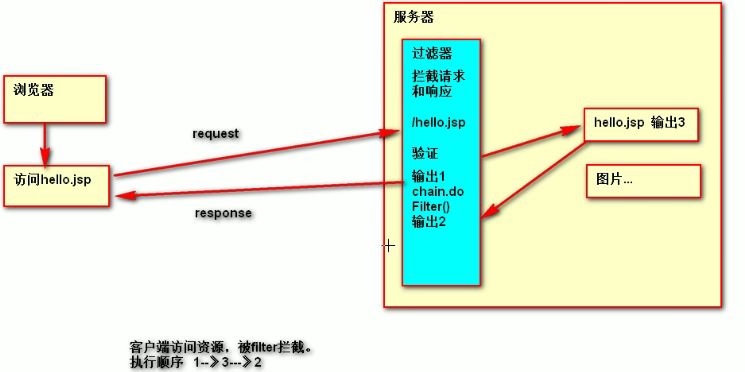 服务器
过滤器
浏览器
拦截请求
和响应
/hello.jsp
hello.jsp 输出3
request
验证
访问hello.jsp
输出1
chain.do
Filter()
输出2
图片...
response
客户端访问资源，被filter拦截。
执行顺序 1--》3---》2